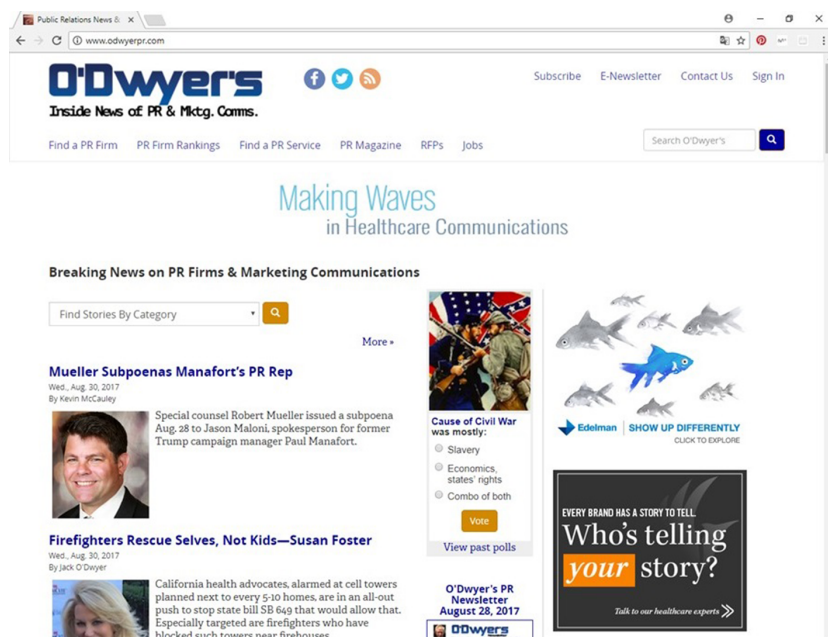 Public Relations News &
www.odwyerpr.com
O'Dwyer's
Inside News of PR & Mktg. Comms.
Subscribe E-Newsletter Contact Us Sign In
Find a PR Firm PR Firm Rankings Find a PR Service PR Magazine RFPs Jobs
Search O'Dwyer's
Making Waves
in Healthcare Communications
Breaking News on PR Firms & Marketing Communications
Find Stories By Category
More »
Mueller Subpoenas Manafort's PR Rep
Wed., Aug. 30, 2017
By Kevin McCauley
Special counsel Robert Mueller issued a subpoena
Aug. 28 to Jason Maloni, spokesperson for former
Trump campaign manager Paul Manafort.
Firefighters Rescue Selves, Not Kids—Susan Foster
Wed., Aug. 30, 2017
By Jack O'Dwyer
California health advocates, alarmed at cell towers
planned next to every 5-10 homes, are in an all-out
push to stop state bill SB 649 that would allow that.
Especially targeted are firefighters who have
blocked such towers near firehouses.
Cause of Civil War
was mostly:
Slavery
Economics,
states' rights
Combo of both
Vote
View past polls
O'Dwyer's PR
Newsletter
August 28, 2017
O'Dwyers
Edelman SHOW UP DIFFERENTLY
CLICK TO EXPLORE
EVERY BRAND HAS A STORY TO TELL.
Who's telling
your story?
Talk to our healthcare experts